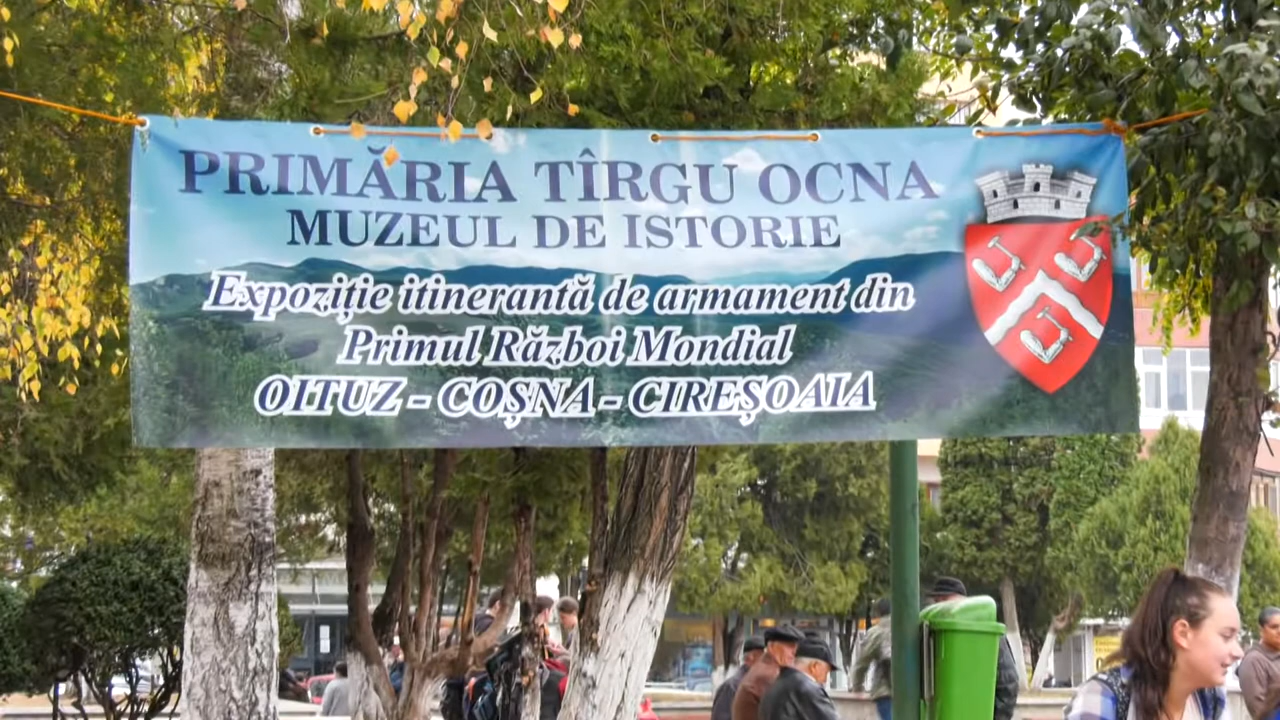 PRIMĂRIA TÎRGU OCNA
MUZEUL DE ISTORIE
Expoziție itinerantă de armament din
Primul Război Mondial
OITUZ - COȘNA - CIREȘOAIA